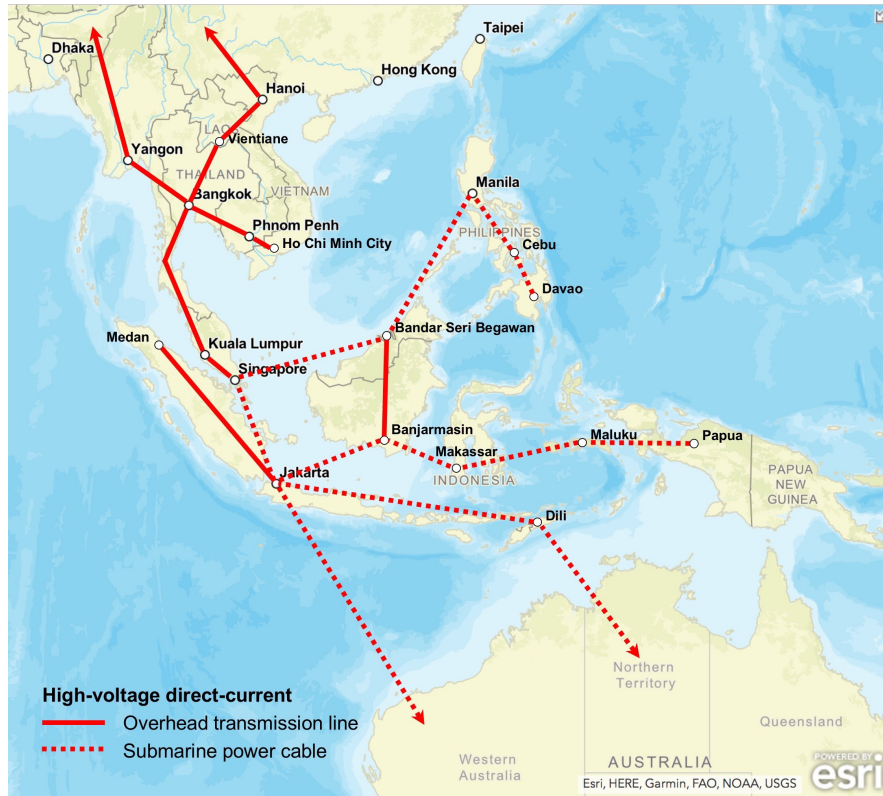 Taipei
Dhaka
Hong Kong
Hanoi
LAOS
Vientiane
Yangon
THAILAND
Bangkok
VIETNAM
Manila
Phnom Penh
PHILIPPINES
Ho Chi Minh City
Cebu
Davao
Bandar Seri Begawan
Medan
Kuala Lumpur
Singapore
Banjarmasin
Maluku
Papua
Makassar
Jakarta
INDONESIA
PAPUA
NEW
GUINEA
Dili
Northern
Territory
High-voltage direct-current
Overhead transmission line
Submarine power cable
Queensland
Western
Australia
AUSTRALIA
POWERED BY
esri
Esri, HERE, Garmin, FAO, NOAA, USGS